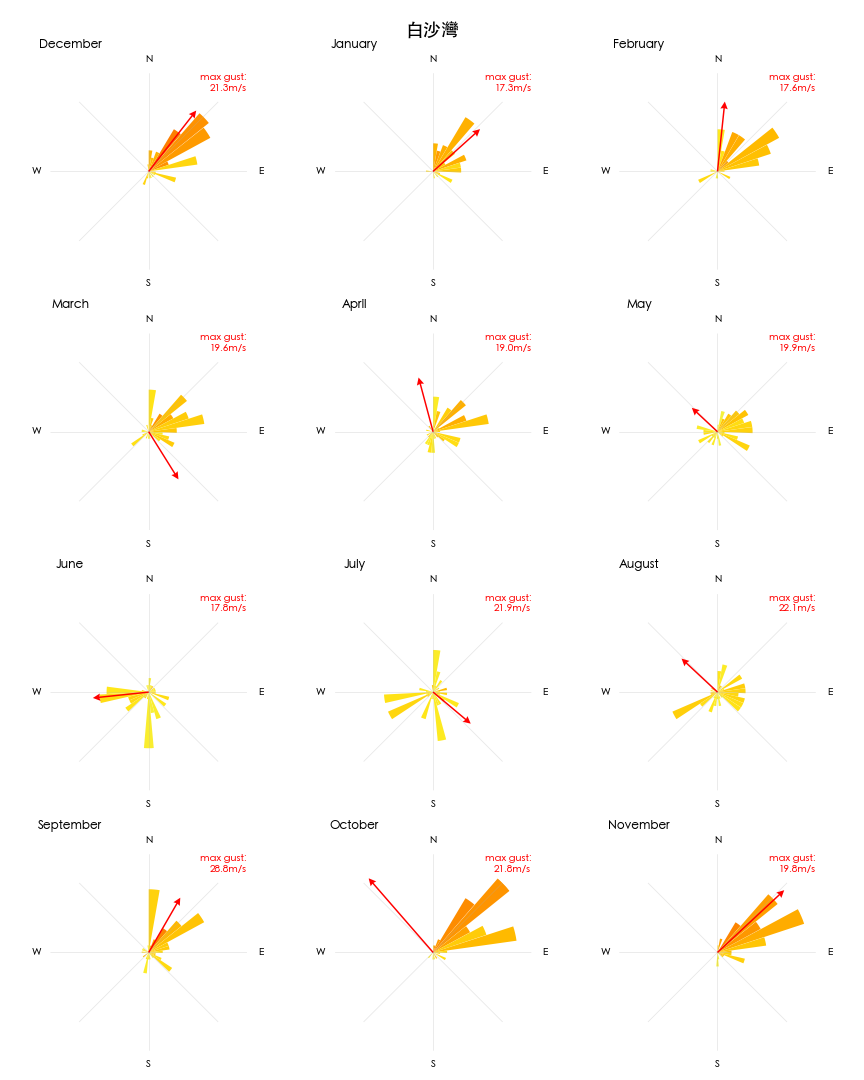 白沙灣
December
January
February
N
N
N
max gust:
21.3m/s
max gust:
17.3m/s
max gust:
17.6m/s
W
E
W
E
W
E
S
S
S
March
April
May
N
N
N
max gust:
19.6m/s
max gust:
19.0m/s
max gust:
19.9m/s
W
E
W
E
W
E
S
S
S
June
July
August
N
N
N
max gust:
17.8m/s
max gust:
21.9m/s
max gust:
22.1m/s
W
E
W
E
W
E
S
S
S
September
October
November
N
N
N
max gust:
28.8m/s
max gust:
21.8m/s
max gust:
19.8m/s
W
E
W
E
W
E
S
S
S